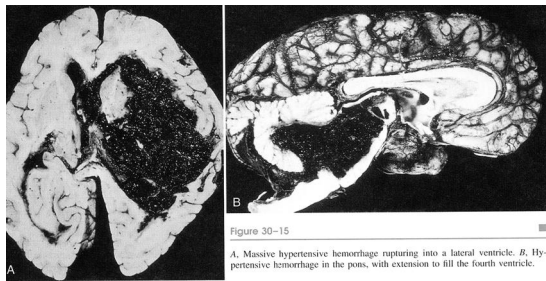 A
B
Figure 30-15
A, Massive hypertensive hemorrhage rupturing into a lateral ventricle. B, Hy-
pertensive hemorrhage in the pons, with extension to fill the fourth ventricle.